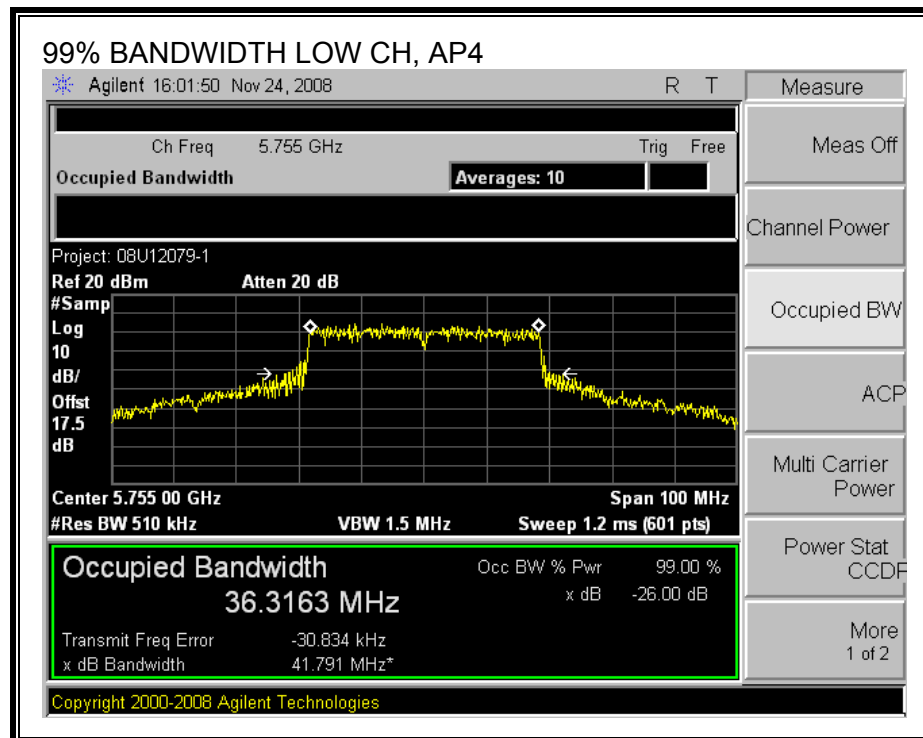 99% BANDWIDTH LOW CH, AP4
Agilent 16:01:50 Nov 24, 2008 R T
Measure
Ch Freq 5.755 GHz Trig Free
Occupied Bandwidth Averages: 10
Meas Off
Channel Power
Project: 08U12079-1
Ref 20 dBm Atten 20 dB
#Samp
Log
10
dB/
Offst
17.5
dB
Occupied BW
ACP
Center 5.755 00 GHz Span 100 MHz
#Res BW 510 kHz VBW 1.5 MHz Sweep 1.2 ms (601 pts)
Multi Carrier
Power
Occupied Bandwidth Occ BW % Pwr 99.00 %
36.3163 MHz x dB -26.00 dB
Transmit Freq Error -30.834 kHz
x dB Bandwidth 41.791 MHz*
Power Stat
CCDF
More
1 of 2
Copyright 2000-2008 Agilent Technologies